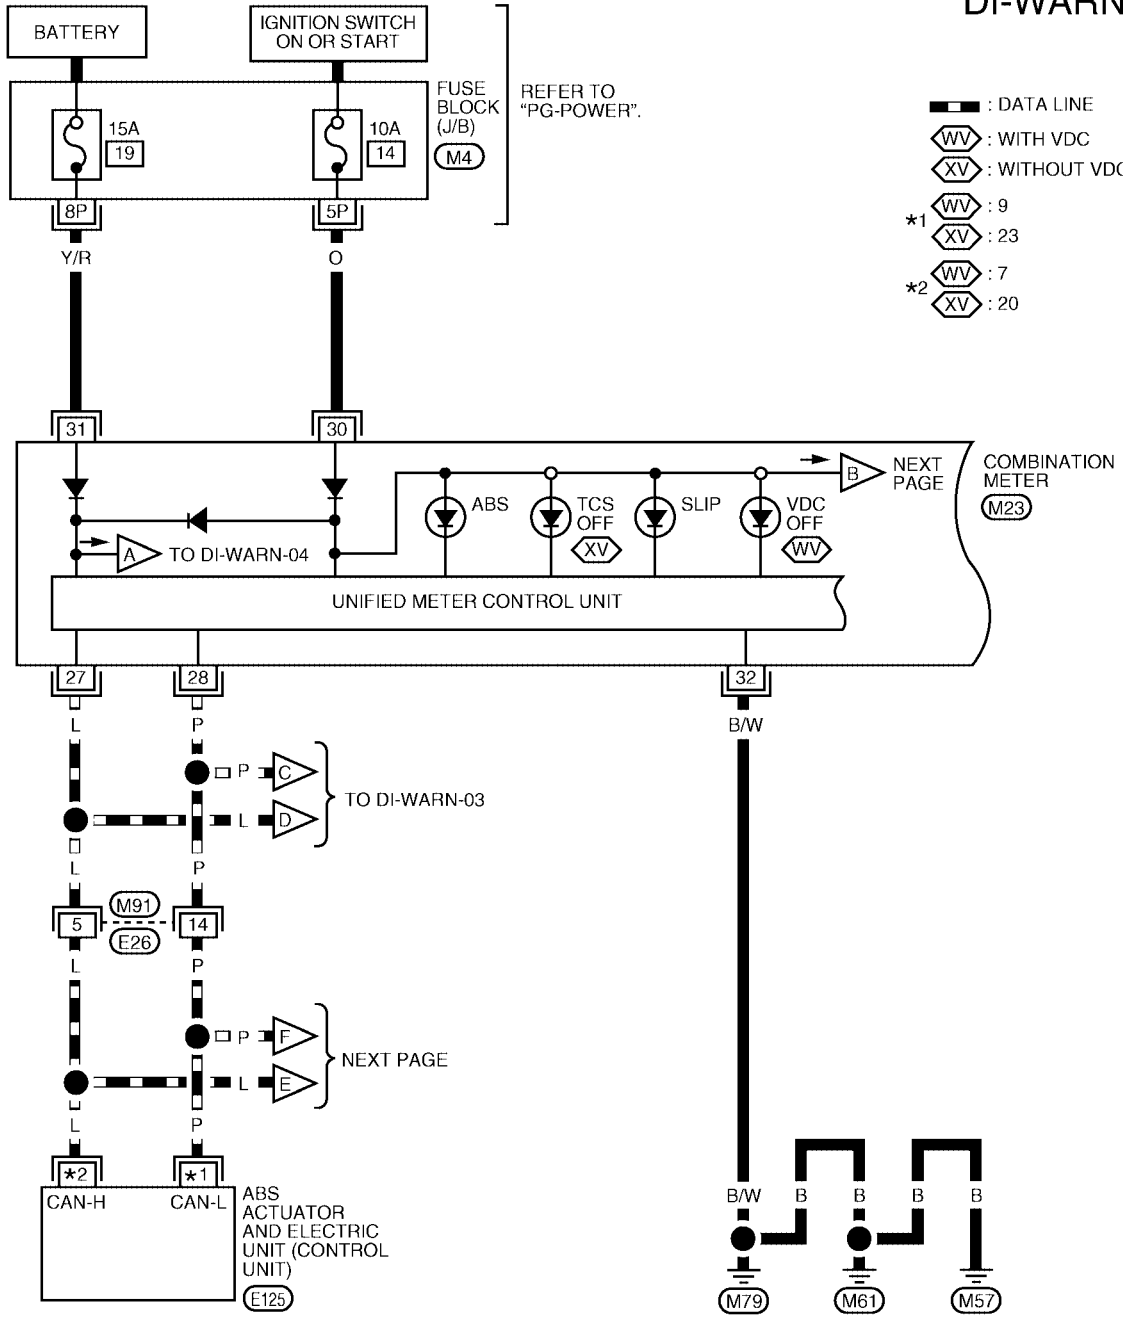 DI-WARN
BATTERY
IGNITION SWITCH
ON OR START
FUSE
BLOCK
(J/B)
M4
REFER TO
“PG-POWER”.
15A
19
10A
14
8P
5P
Y/R
O
: DATA LINE
WV : WITH VDC
XV : WITHOUT VDC
*1
WV : 9
XV : 23
*2
WV : 7
XV : 20
31
30
ABS
TCS
OFF
XV
SLIP
VDC
OFF
WV
B
NEXT
PAGE
COMBINATION
METER
M23
A
TO DI-WARN-04
UNIFIED METER CONTROL UNIT
27
28
32
L
P
B/W
P
C
L
D
TO DI-WARN-03
L
P
5
M91
E26
14
L
P
P
F
L
E
NEXT PAGE
L
P
*2
*1
CAN-H
CAN-L
ABS
ACTUATOR
AND ELECTRIC
UNIT (CONTROL
UNIT)
E125
B/W
B
B
B
B
M79
M61
M57